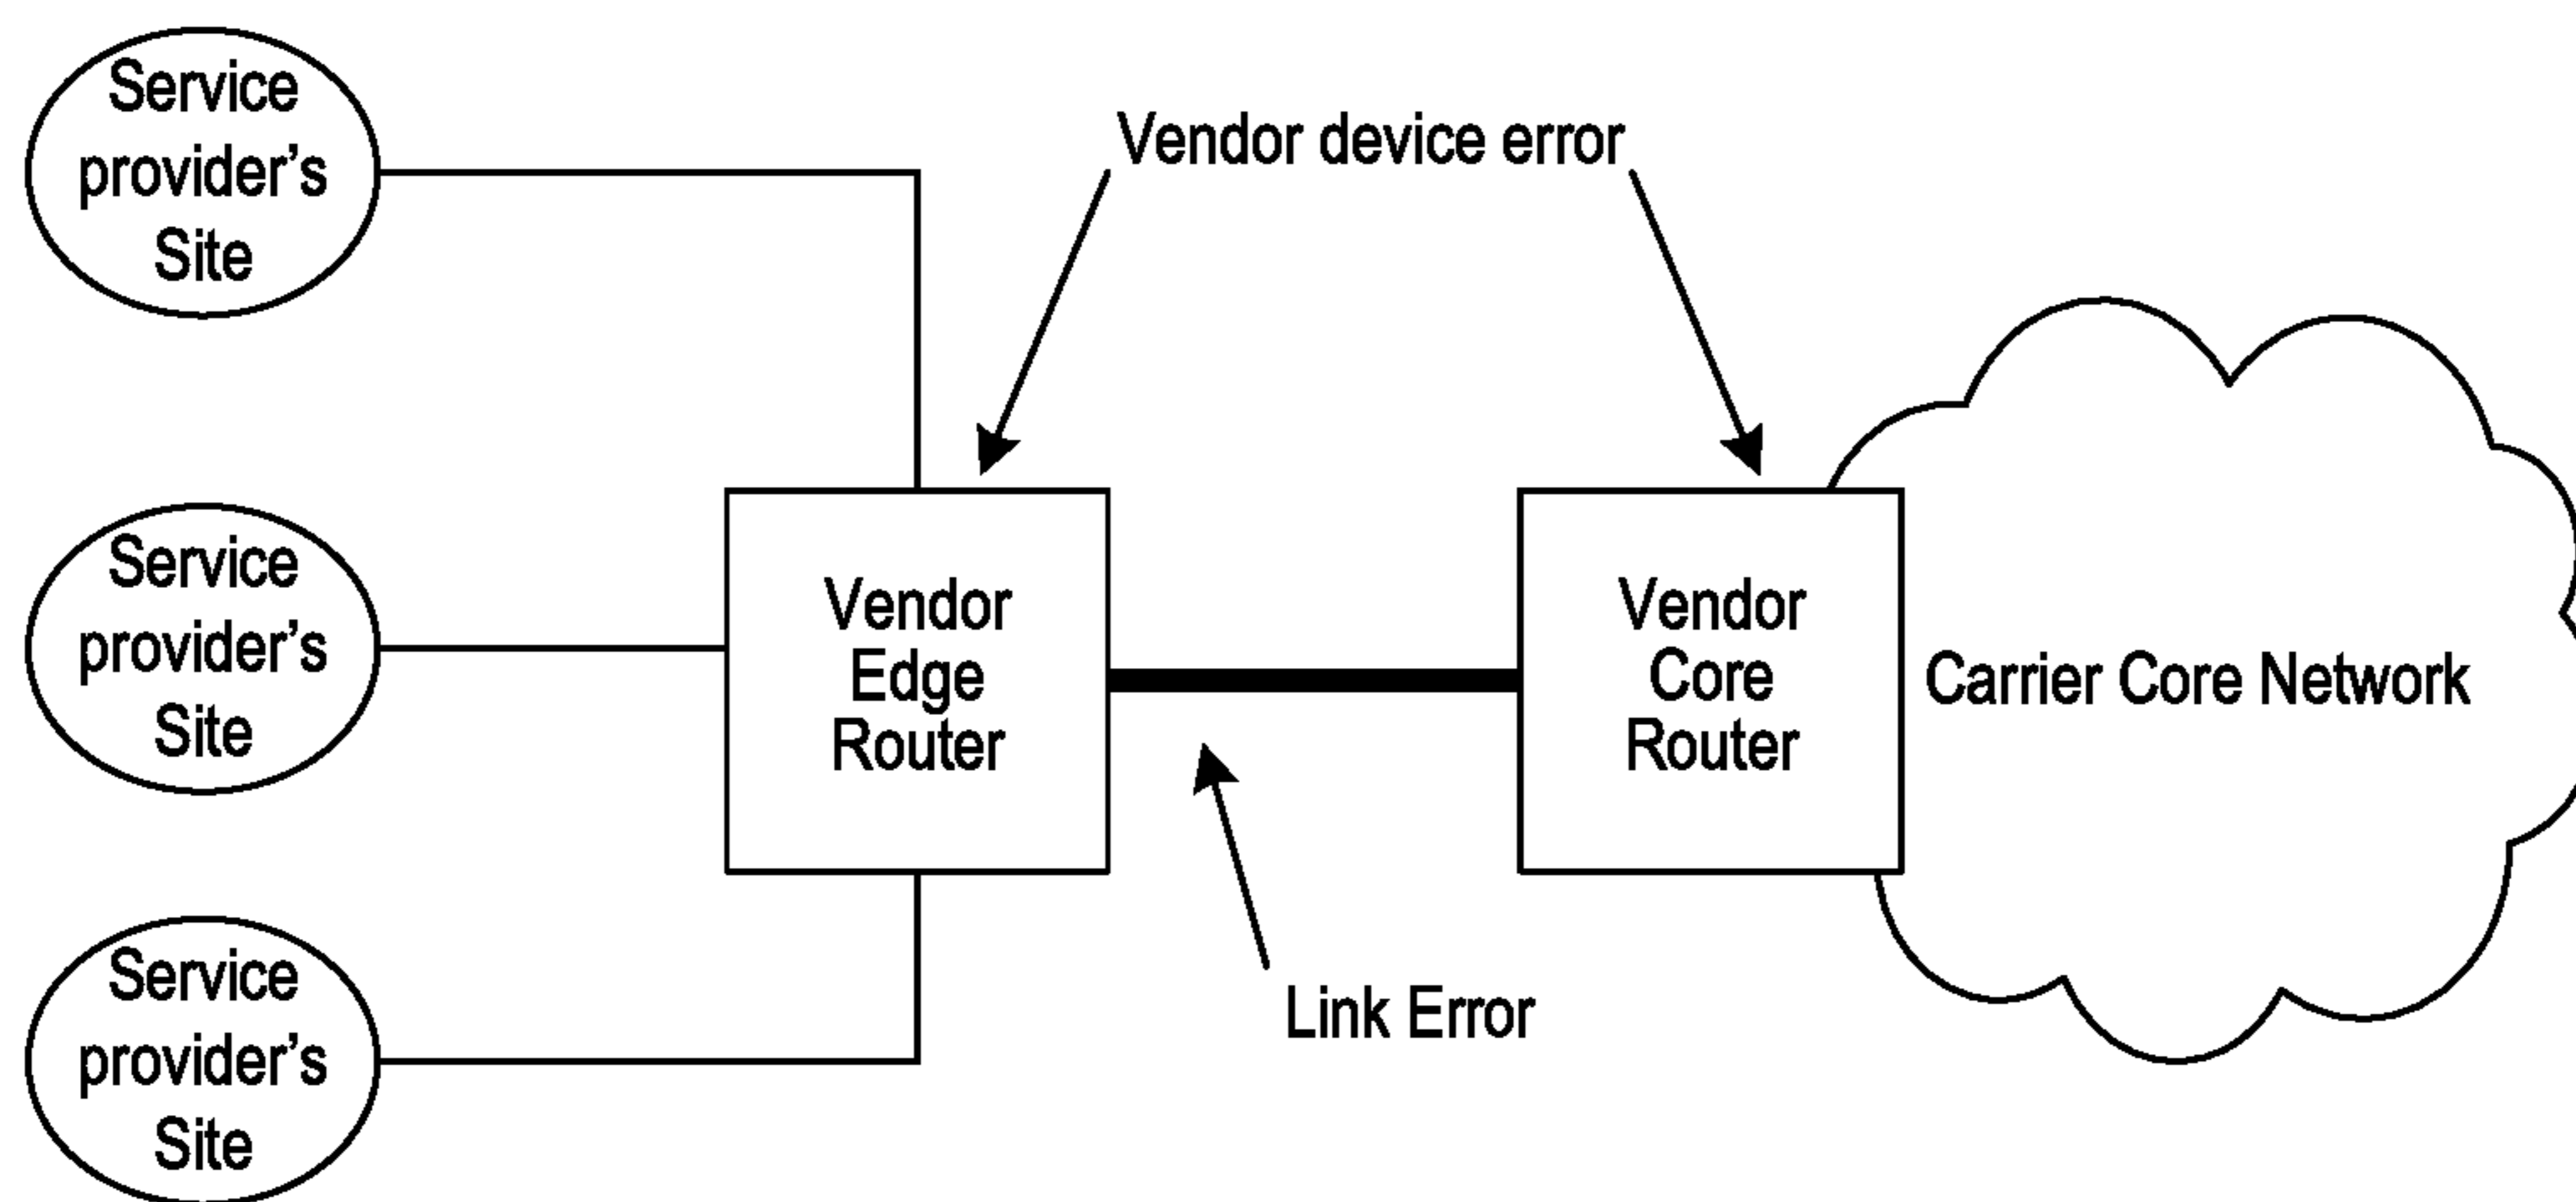 Service
provider’s
Site
Vendor device error
Service
provider’s
Site
Vendor
Edge
Router
Vendor
Core
Router
Carrier Core Network
Link Error
Service
provider’s
Site